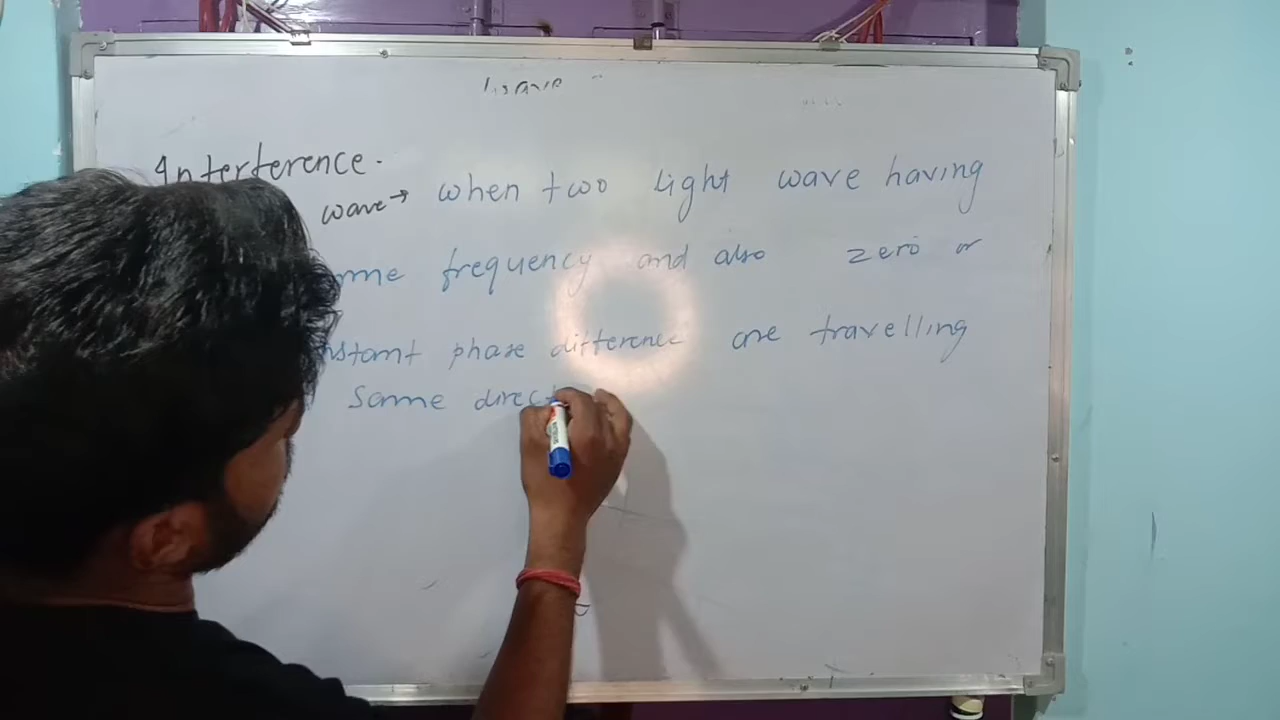 Interference.
wave → when two light wave having
me frequency and also zero or
nstant phase difference are travelling
Same direct